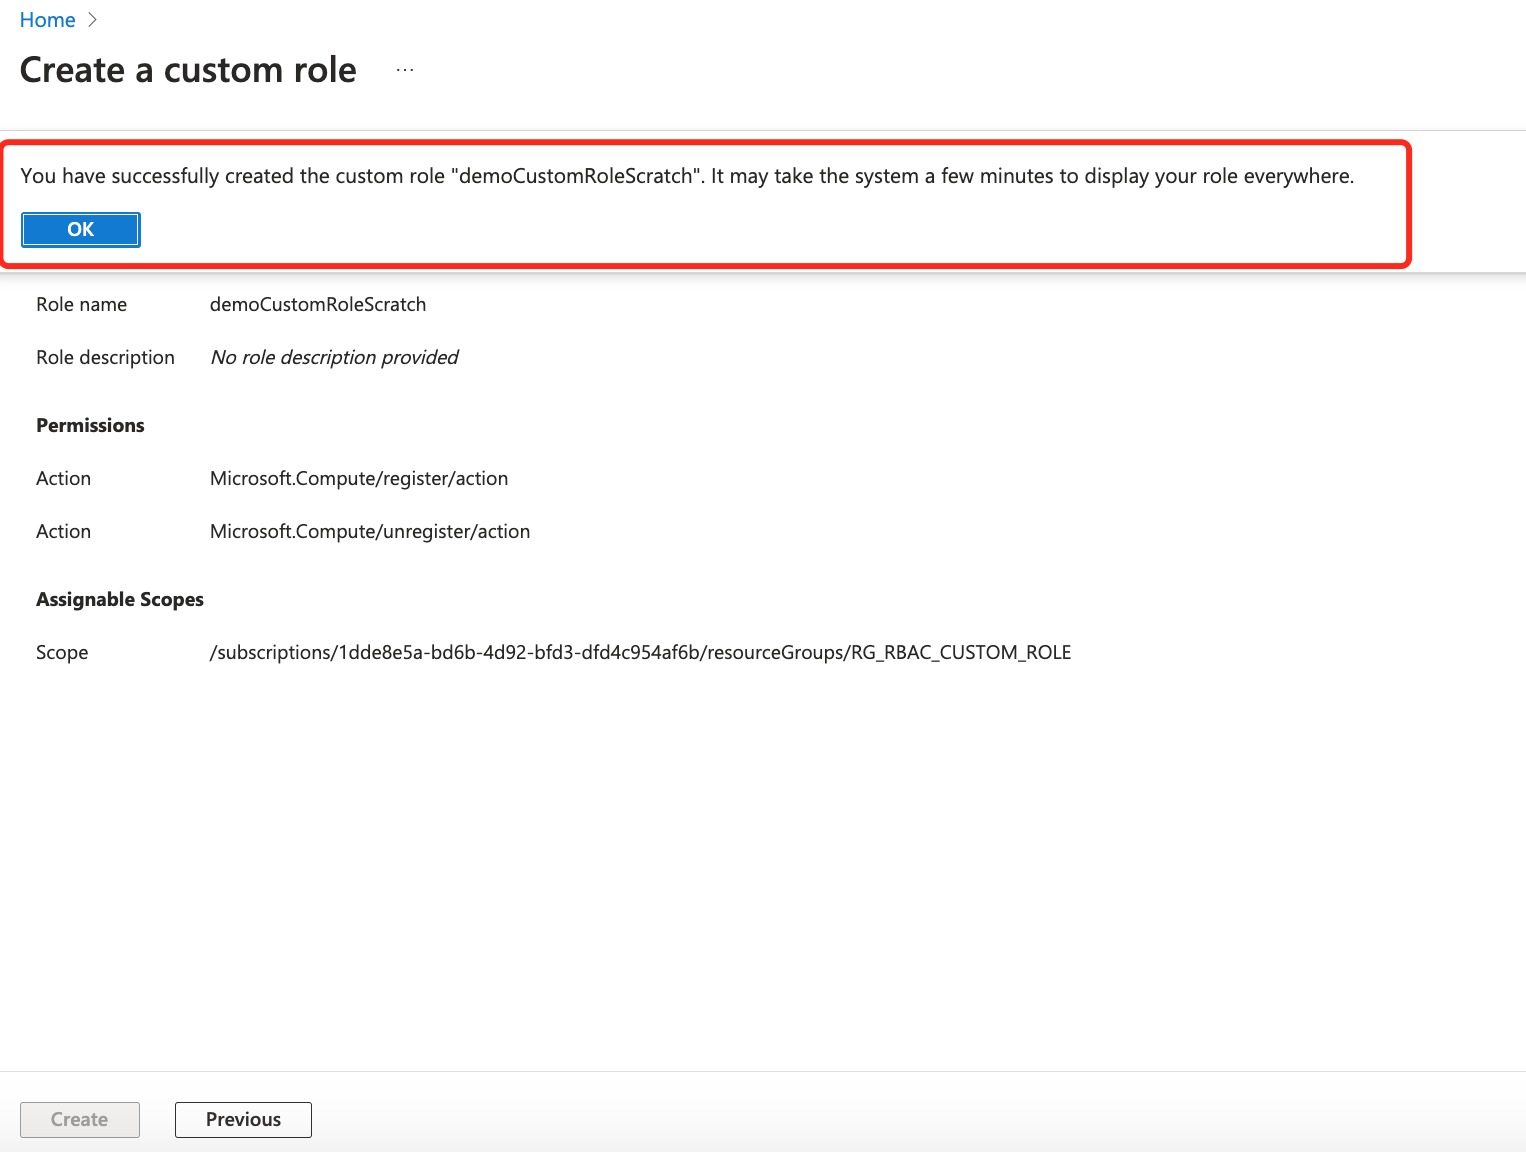 Home >
Create a custom role ...
You have successfully created the custom role "demoCustomRoleScratch". It may take the system a few minutes to display your role everywhere.
OK
Role name demoCustomRoleScratch
Role description No role description provided
Permissions
Action Microsoft.Compute/register/action
Action Microsoft.Compute/unregister/action
Assignable Scopes
Scope /subscriptions/1dde8e5a-bd6b-4d92-bfd3-dfd4c954af6b/resourceGroups/RG_RBAC_CUSTOM_ROLE
Create Previous